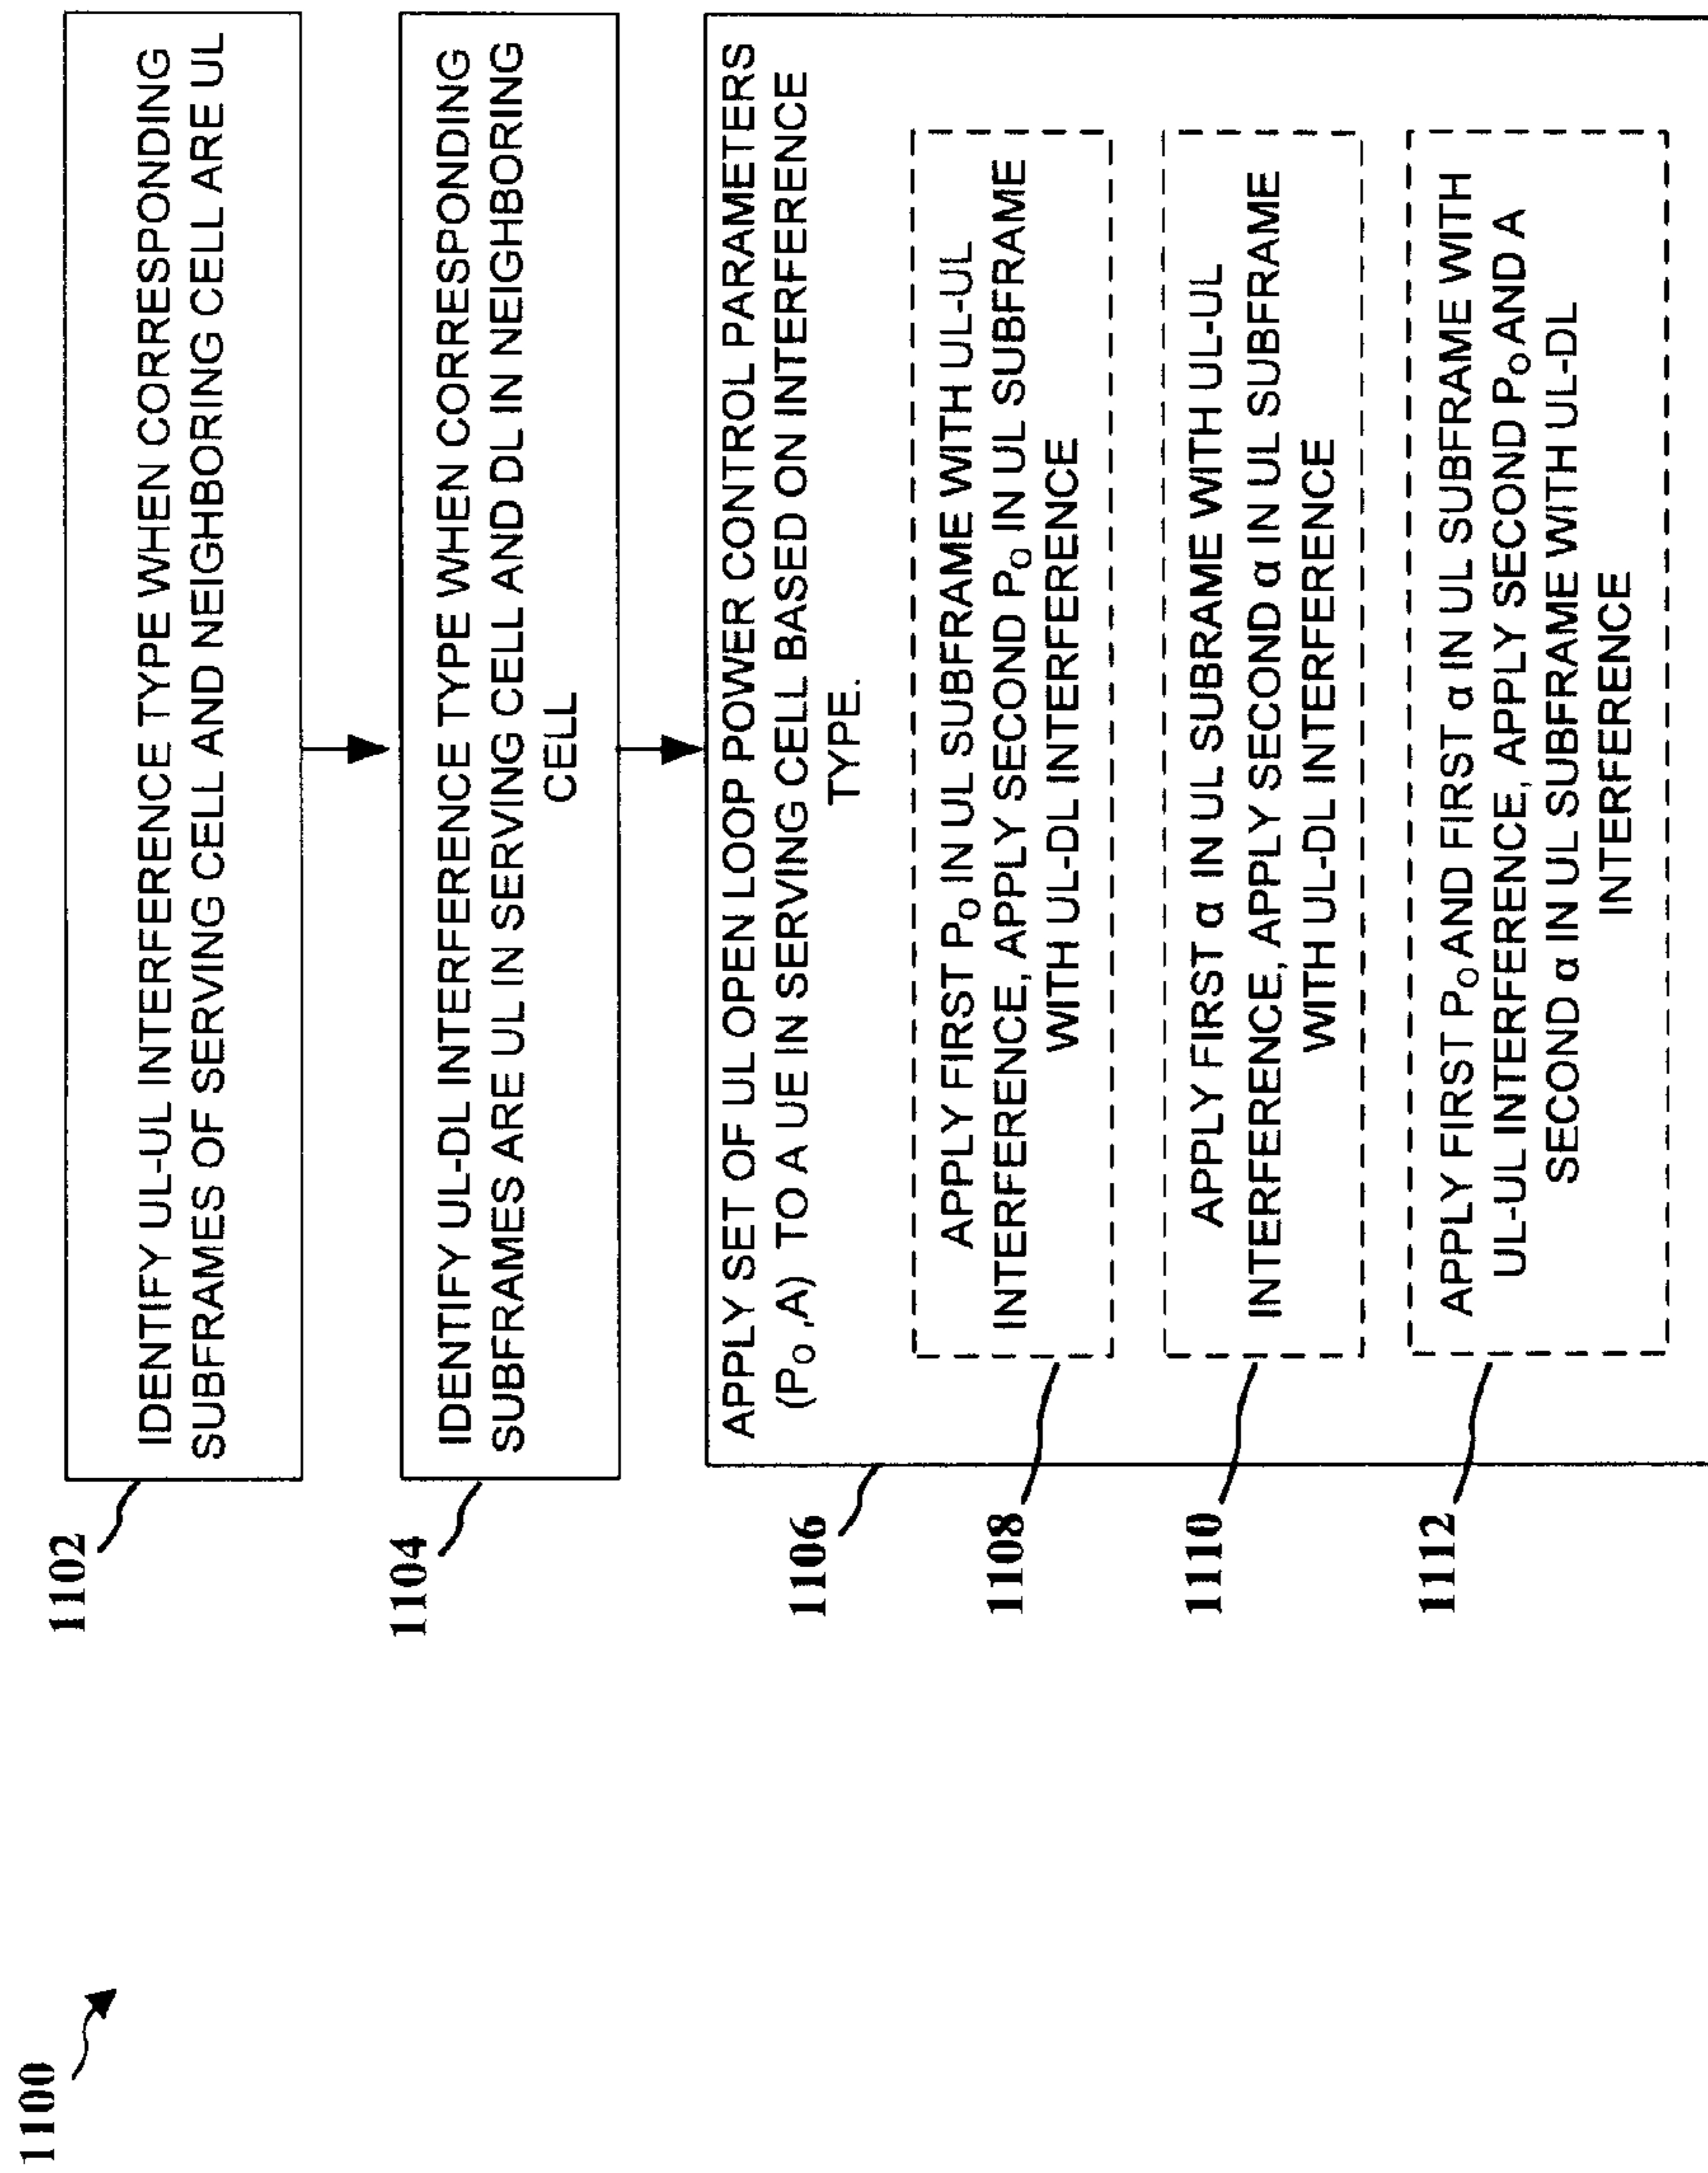 1100
1102
IDENTIFY UL-UL INTERFERENCE TYPE WHEN CORRESPONDING
SUBFRAMES OF SERVING CELL AND NEIGHBORING CELL ARE UL
1104
IDENTIFY UL-DL INTERFERENCE TYPE WHEN CORRESPONDING
SUBFRAMES ARE UL IN SERVING CELL AND DL IN NEIGHBORING
CELL
1106
APPLY SET OF UL OPEN LOOP POWER CONTROL PARAMETERS
(PO ,A) TO A UE IN SERVING CELL BASED ON INTERFERENCE
TYPE.
1108
APPLY FIRST PO IN UL SUBFRAME WITH UL-UL
INTERFERENCE, APPLY SECOND PO IN UL SUBFRAME
WITH UL-DL INTERFERENCE
1110
APPLY FIRST α IN UL SUBRAME WITH UL-UL
INTERFERENCE, APPLY SECOND α IN UL SUBFRAME
WITH UL-DL INTERFERENCE
1112
APPLY FIRST PO AND FIRST α IN UL SUBFRAME WITH
UL-UL INTERFERENCE, APPLY SECOND PO AND A
SECOND α IN UL SUBFRAME WITH UL-DL
INTERFERENCE